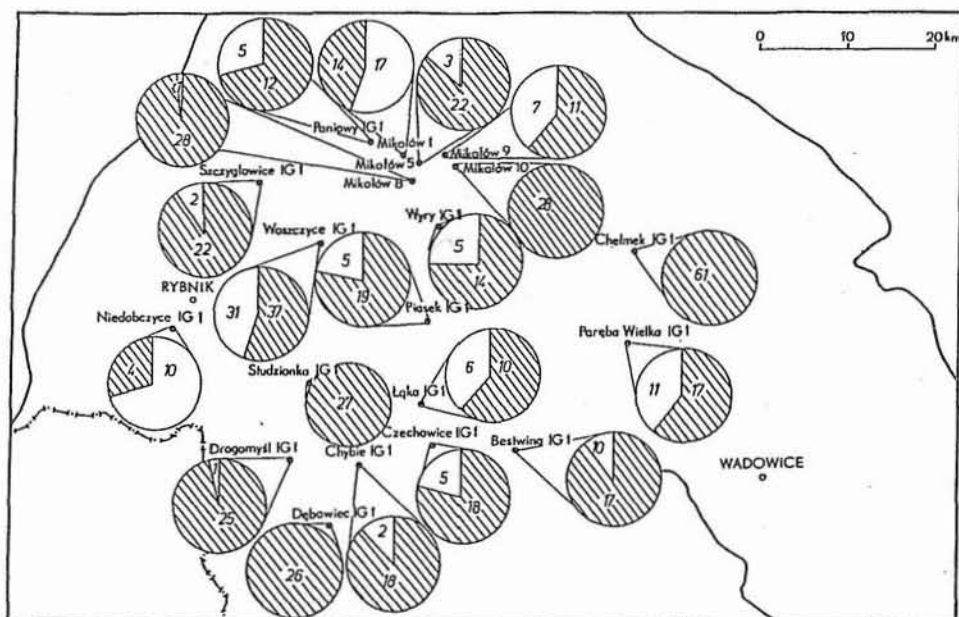 0 10 20 km
5
12
14
17
3
22
7
11
28
Paniowy IG 1
Mikołów 1
Mikołów 5
Mikołów 9
Mikołów 10
Mikołów 8
Szczygłowice IG 1
2
22
28
Woszczyce IG 1
Wyry IG 1
5
19
5
14
Chełmek IG 1
61
RYBNIK
31
37
Piasek IG 1
Niedobczyce IG 1
4
10
Paręba Wielka IG 1
11
17
Studzionka IG 1
27
6
10
Łąka IG 1
Czechowice IG 1
5
18
Bestwing IG 1
10
17
WADOWICE
Drogomyśl IG 1
1
25
Chybie IG 1
Dębowiec IG 1
26
2
18